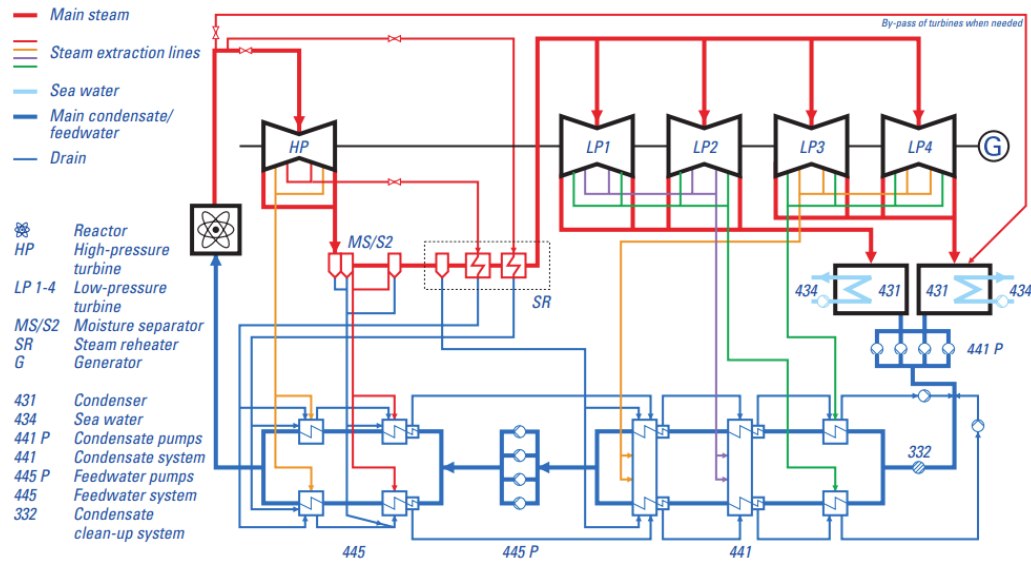 Main steam
By-pass of turbines when needed
Steam extraction lines
Sea water
Main condensate/
feedwater
Drain
HP
LP1
LP2
LP3
LP4
G
Reactor
HP High-pressure
turbine
LP 1-4 Low-pressure
turbine
MS/S2 Moisture separator
SR Steam reheater
G Generator
MS/S2
SR
434
431
431
434
441 P
431 Condenser
434 Sea water
441 P Condensate pumps
441 Condensate system
445 P Feedwater pumps
445 Feedwater system
332 Condensate
clean-up system
332
445
445 P
441